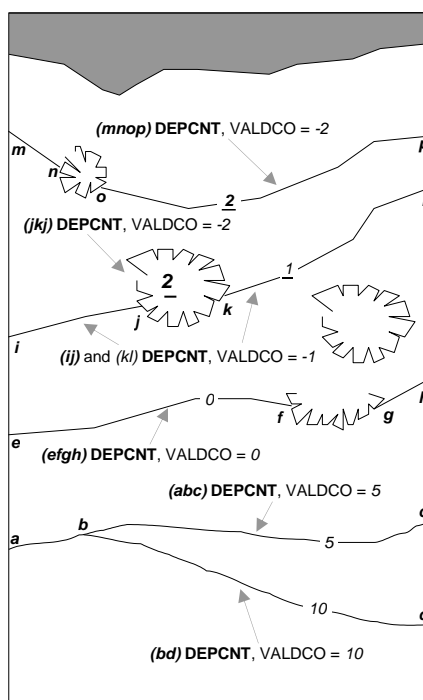 (mnop) DEPCNT, VALDCO = -2
m
p
n
o
2
(jkj) DEPCNT, VALDCO = -2
2
1
k
j
i
(ij) and (kl) DEPCNT, VALDCO = -1
h
0
f
g
e
(efgh) DEPCNT, VALDCO = 0
(abc) DEPCNT, VALDCO = 5
b
c
a
5
10
d
(bd) DEPCNT, VALDCO = 10